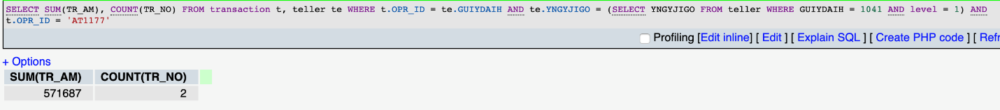 SELECT SUM(TR_AM), COUNT(TR_NO) FROM transaction t, teller te WHERE t.OPR_ID = te.GUIYDAIH AND te.YNGYJIGO = (SELECT YNGYJIGO FROM teller WHERE GUIYDAIH = 1041 AND level = 1) AND
t.OPR_ID = 'AT1177'
Profiling [Edit inline] [ Edit ] [ Explain SQL ] [ Create PHP code ] [ Refr
+ Options
SUM(TR_AM) COUNT(TR_NO)
571687 2